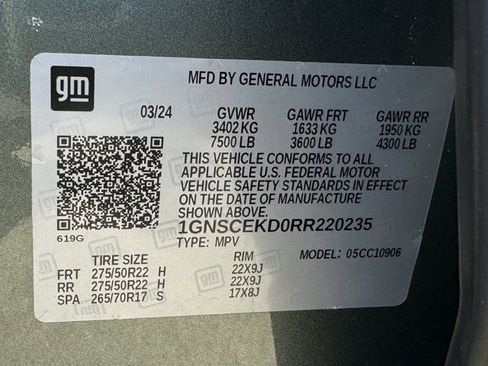 gm
MFD BY GENERAL MOTORS LLC
03/24 GVWR GAWR FRT GAWR RR
3402 KG 1633 KG 1950 KG
7500 LB 3600 LB 4300 LB
THIS VEHICLE CONFORMS TO ALL
APPLICABLE U.S. FEDERAL MOTOR
VEHICLE SAFETY STANDARDS IN EFFECT
ON THE DATE OF MANUFACTURE
SHOWN ABOVE.
1GNSCEKD0RR220235
619G
TYPE: MPV MODEL: 05CC10906
TIRE SIZE RIM
FRT 275/50R22 H 22X9J
RR 275/50R22 H 22X9J
SPA 265/70R17 S 17X8J